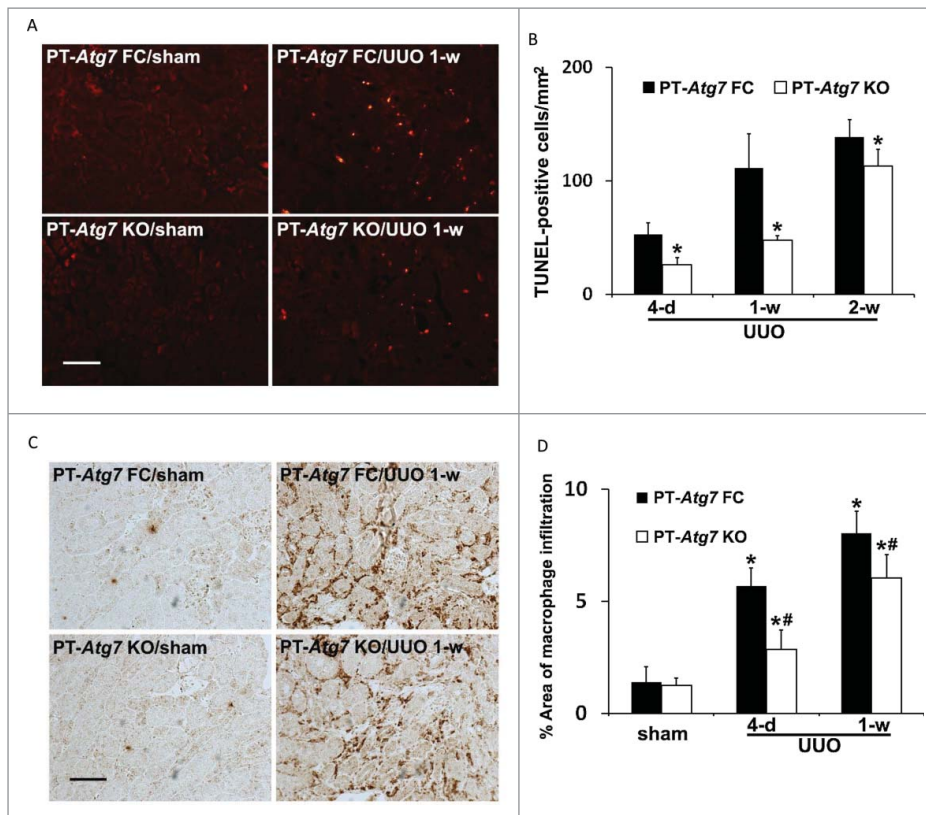 A
PT-Atg7 FC/sham
PT-Atg7 FC/UUO 1-w
PT-Atg7 KO/sham
PT-Atg7 KO/UUO 1-w
B
TUNEL-positive cells/mm²
200
100
0
PT-Atg7 FC
PT-Atg7 KO
*
*
*
4-d
1-w
2-w
UUO
C
PT-Atg7 FC/sham
PT-Atg7 FC/UUO 1-w
PT-Atg7 KO/sham
PT-Atg7 KO/UUO 1-w
D
% Area of macrophage infiltration
10
5
0
PT-Atg7 FC
PT-Atg7 KO
*
*#
*
*#
sham
4-d
1-w
UUO